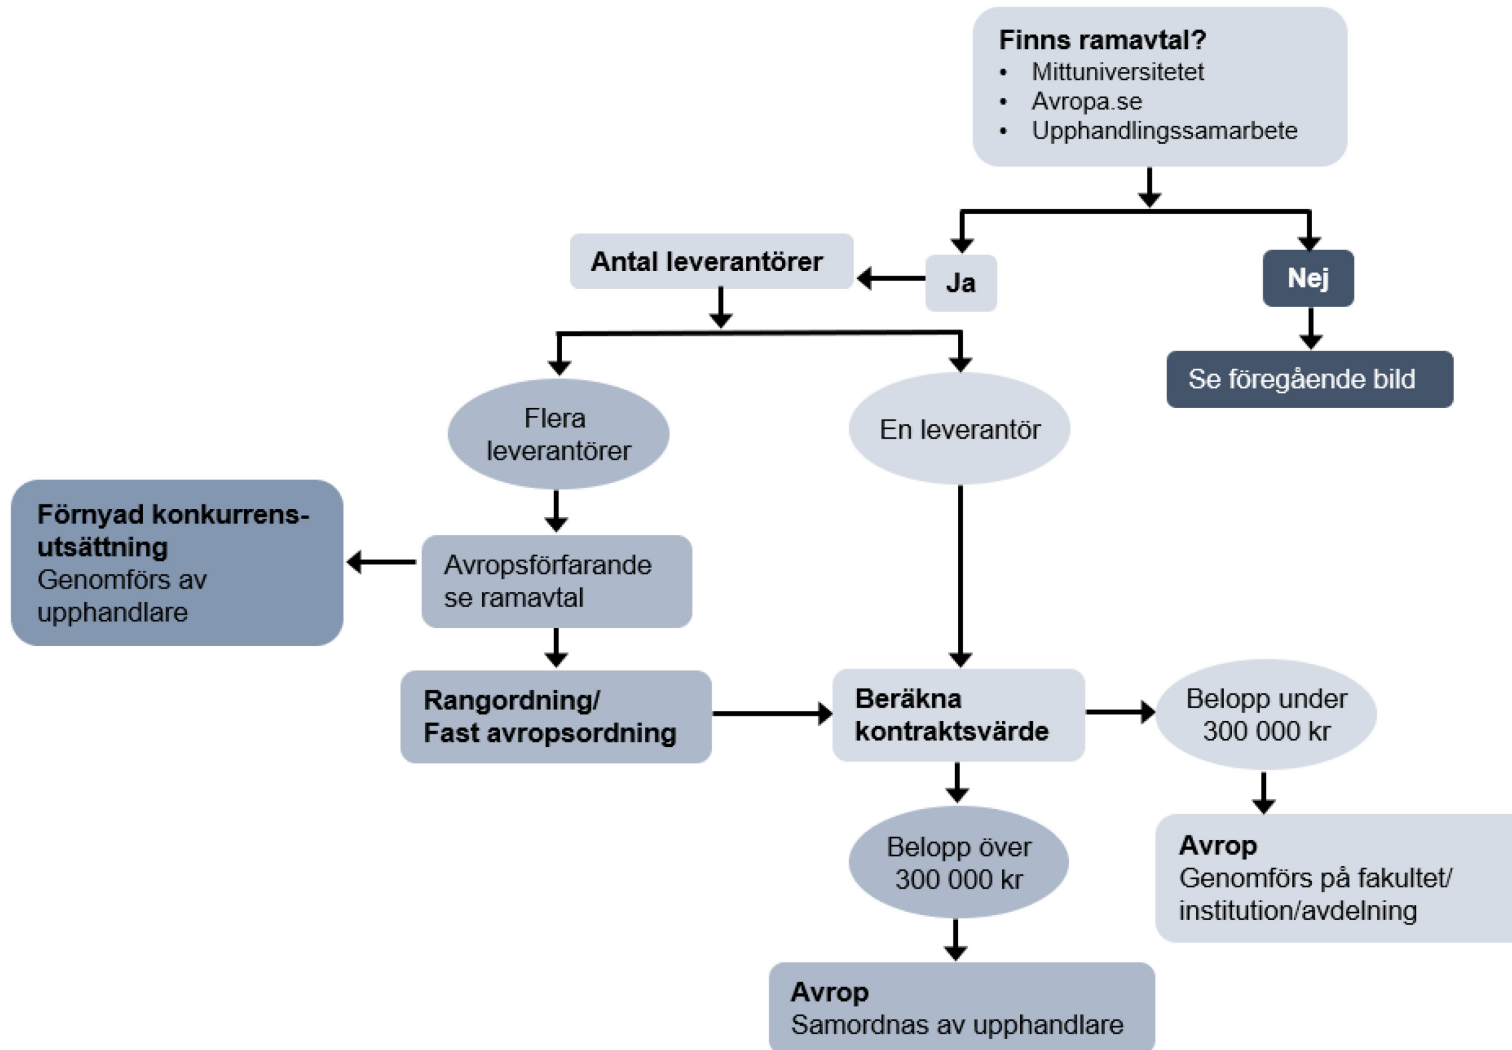 Finns ramavtal?
• Mittuniversitetet
• Avropa.se
• Upphandlingssamarbete
Antal leverantörer
Ja
Nej
Se föregående bild
Flera
leverantörer
En leverantör
Förnyad konkurrens-
utsättning
Genomförs av
upphandlare
Avropsförfarande
se ramavtal
Rangordning/
Fast avropsordning
Beräkna
kontraktsvärde
Belopp under
300 000 kr
Belopp över
300 000 kr
Avrop
Genomförs på fakultet/
institution/avdelning
Avrop
Samordnas av upphandlare